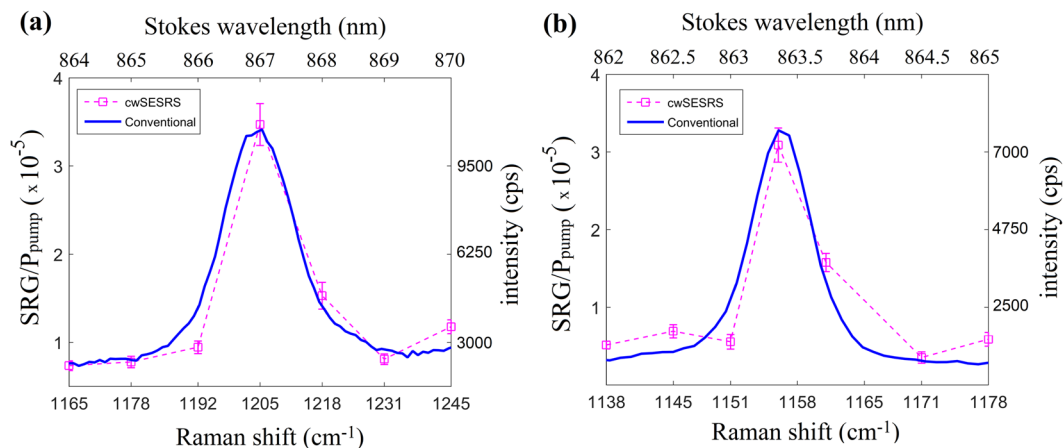 (a)
Stokes wavelength (nm)
864 865 866 867 868 869 870
4
3
2
1
SRG/Ppump ( x 10-5)
cwSESRS
Conventional
9500
6250
3000
intensity (cps)
1165 1178 1192 1205 1218 1231 1245
Raman shift (cm-1)
(b)
Stokes wavelength (nm)
862 862.5 863 863.5 864 864.5 865
4
3
2
1
SRG/Ppump ( x 10-5)
cwSESRS
Conventional
7000
4750
2500
intensity (cps)
1138 1145 1151 1158 1165 1171 1178
Raman shift (cm-1)